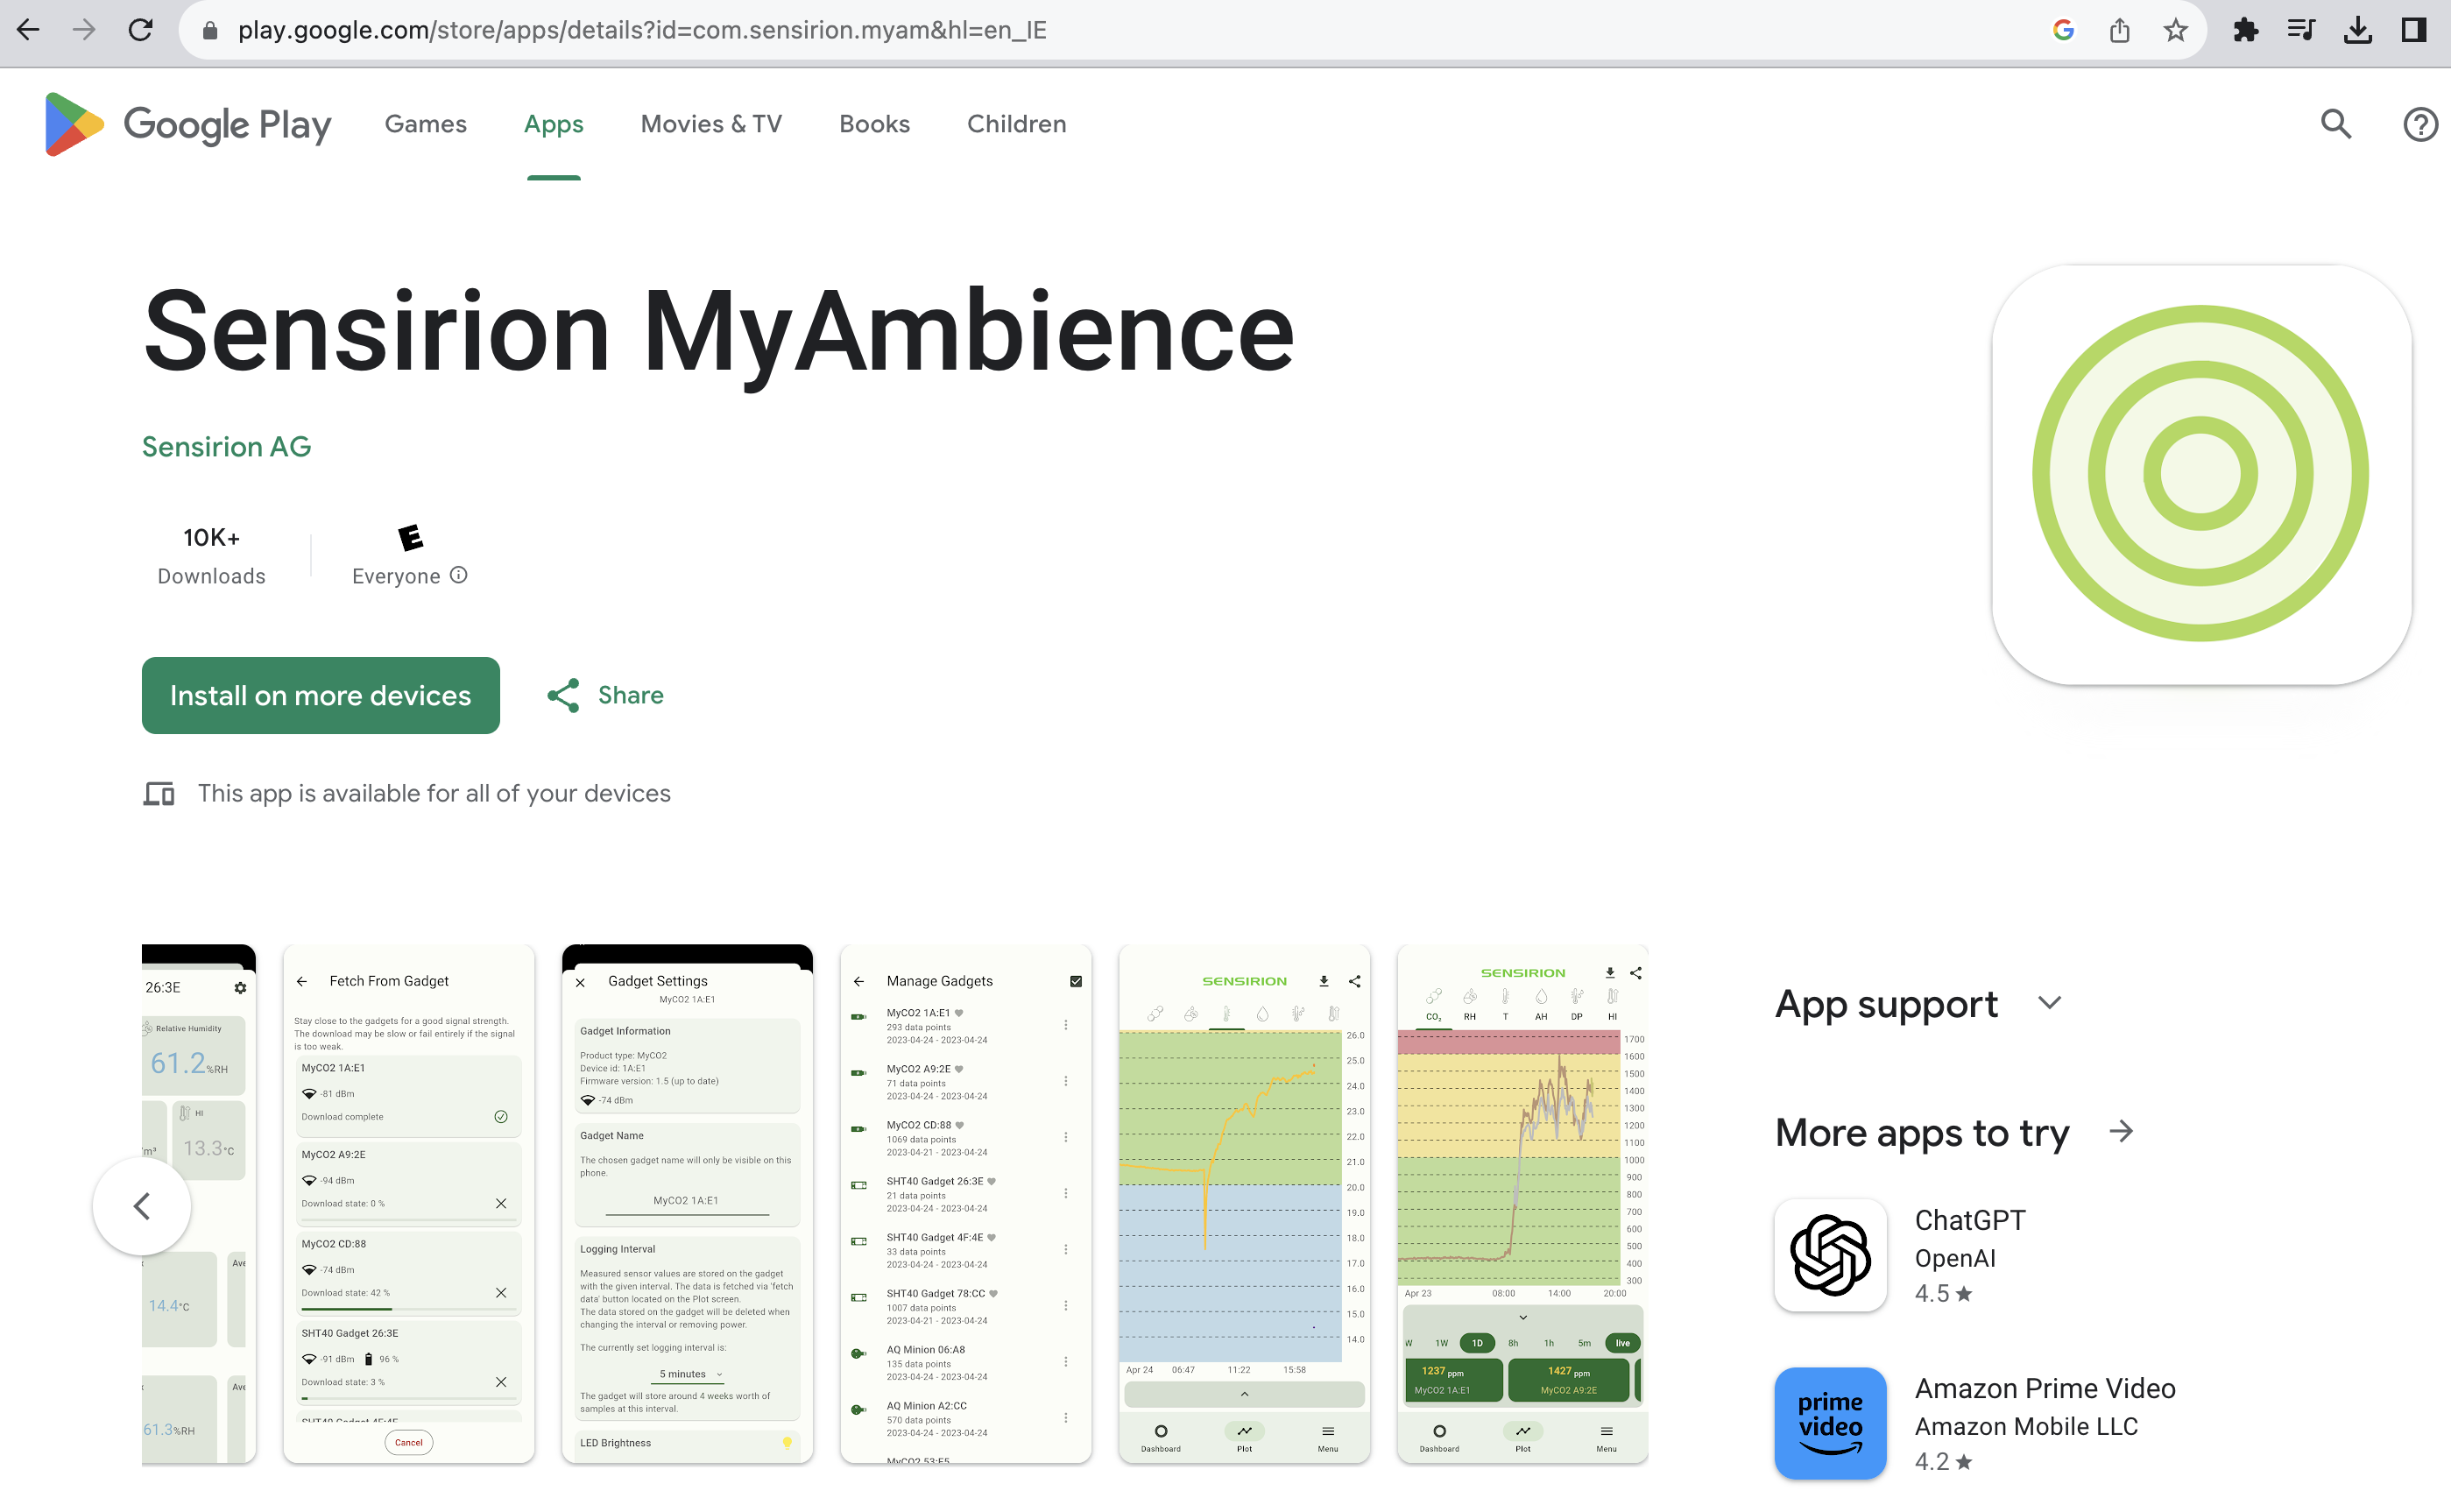 play.google.com/store/apps/details?id=com.sensirion.myam&hl=en_IE
Google Play
Games
Apps
Movies & TV
Books
Children
Sensirion MyAmbience
Sensirion AG
10K+
Downloads
E
Everyone
Install on more devices
Share
This app is available for all of your devices
26:3E
Relative Humidity
61.2%RH
HI
/m³
13.3°C
14.4°C
Ave
61.3%RH
Ave
Fetch From Gadget
Stay close to the gadgets for a good signal strength.
The download may be slow or fail entirely if the signal
is too weak.
MyCO2 1A:E1
-81 dBm
Download complete
MyCO2 A9:2E
-94 dBm
Download state: 0 %
MyCO2 CD:88
-74 dBm
Download state: 42 %
SHT40 Gadget 26:3E
-91 dBm 96 %
Download state: 3 %
SHT40 Gadget 4F:4E
Cancel
Gadget Settings
MyCO2 1A:E1
Gadget Information
Product type: MyCO2
Device id: 1A:E1
Firmware version: 1.5 (up to date)
-74 dBm
Gadget Name
The chosen gadget name will only be visible on this
phone.
MyCO2 1A:E1
Logging Interval
Measured sensor values are stored on the gadget
with the given interval. The data is fetched via 'fetch
data' button located on the Plot screen.
The data stored on the gadget will be deleted when
changing the interval or removing power.
The currently set logging interval is:
5 minutes
The gadget will store around 4 weeks worth of
samples at this interval.
LED Brightness
Manage Gadgets
MyCO2 1A:E1
293 data points
2023-04-24 - 2023-04-24
MyCO2 A9:2E
71 data points
2023-04-24 - 2023-04-24
MyCO2 CD:88
1069 data points
2023-04-21 - 2023-04-24
SHT40 Gadget 26:3E
21 data points
2023-04-24 - 2023-04-24
SHT40 Gadget 4F:4E
33 data points
2023-04-24 - 2023-04-24
SHT40 Gadget 78:CC
1007 data points
2023-04-21 - 2023-04-24
AQ Minion 06:A8
135 data points
2023-04-24 - 2023-04-24
AQ Minion A2:CC
570 data points
2023-04-24 - 2023-04-24
MyCO2 53:E5
SENSIRION
26.0
25.0
24.0
23.0
22.0
21.0
20.0
19.0
18.0
17.0
16.0
15.0
14.0
Apr 24 06:47 11:22 15:58
Dashboard Plot Menu
SENSIRION
CO₂ RH T AH DP HI
1700
1600
1500
1400
1300
1200
1100
1000
900
800
700
600
500
400
300
Apr 23 08:00 14:00 20:00
W 1W 1D 8h 1h 5m live
1237 ppm
MyCO2 1A:E1
1427 ppm
MyCO2 A9:2E
Dashboard Plot Menu
App support
More apps to try
ChatGPT
OpenAI
4.5
prime
video
Amazon Prime Video
Amazon Mobile LLC
4.2